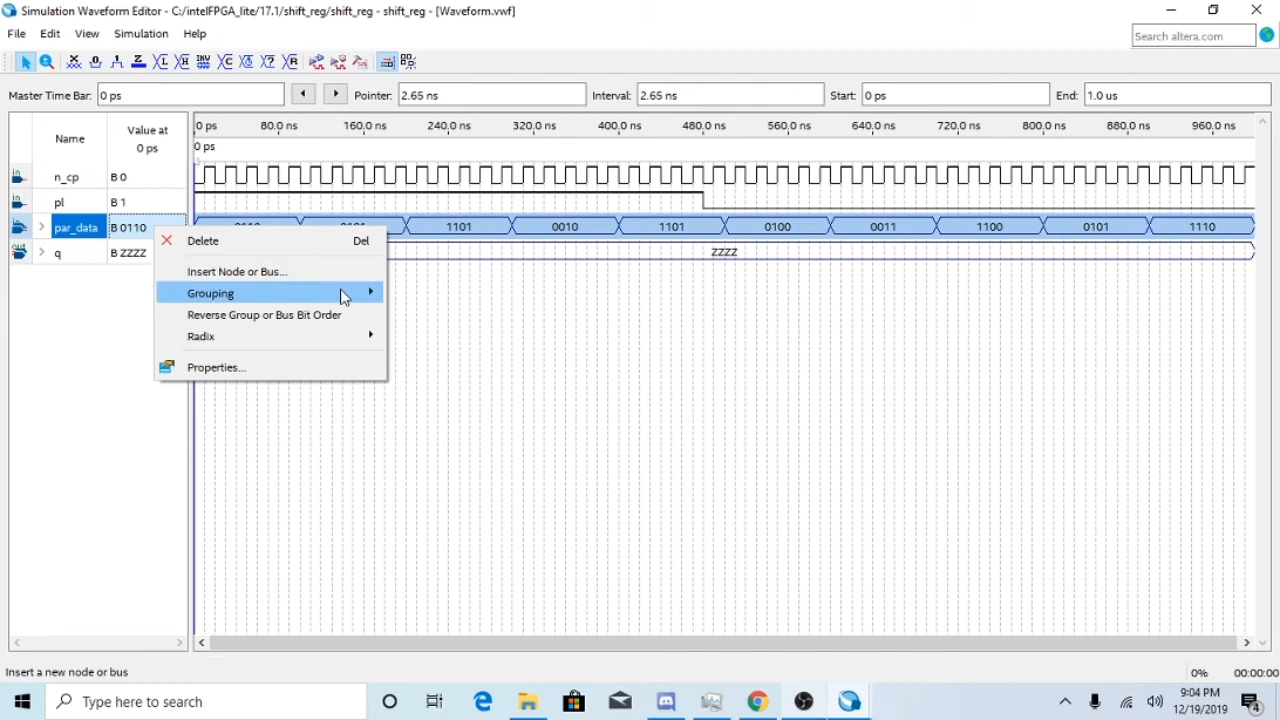 Simulation Waveform Editor - C:/intelFPGA_lite/17.1/shift_reg/shift_reg - shift_reg - [Waveform.vwf]
File Edit View Simulation Help
Search altera.com
Master Time Bar: 0 ps Pointer: 2.65 ns Interval: 2.65 ns Start: 0 ps End: 1.0 us
Name Value at 0 ps
0 ps 80.0 ns 160.0 ns 240.0 ns 320.0 ns 400.0 ns 480.0 ns 560.0 ns 640.0 ns 720.0 ns 800.0 ns 880.0 ns 960.0 ns
0 ps
n_cp B 0
pl B 1
par_data B 0110 0110 0101 1101 0010 1101 0100 0011 1100 0101 1110
q B ZZZZ ZZZZ
Delete Del
Insert Node or Bus...
Grouping
Reverse Group or Bus Bit Order
Radix
Properties...
Insert a new node or bus
0% 00:00:00
Type here to search
9:04 PM
12/19/2019
4